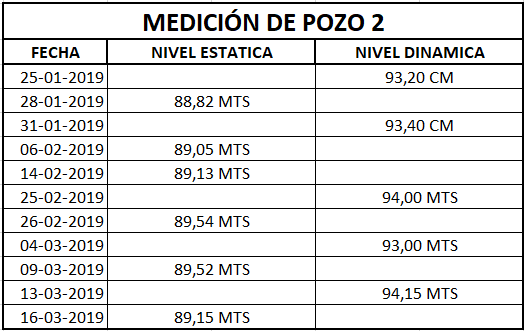 MEDICIÓN DE POZO 2
FECHA NIVEL ESTATICA NIVEL DINAMICA
25-01-2019 93,20 CM
28-01-2019 88,82 MTS
31-01-2019 93,40 CM
06-02-2019 89,05 MTS
14-02-2019 89,13 MTS
25-02-2019 94,00 MTS
26-02-2019 89,54 MTS
04-03-2019 93,00 MTS
09-03-2019 89,52 MTS
13-03-2019 94,15 MTS
16-03-2019 89,15 MTS